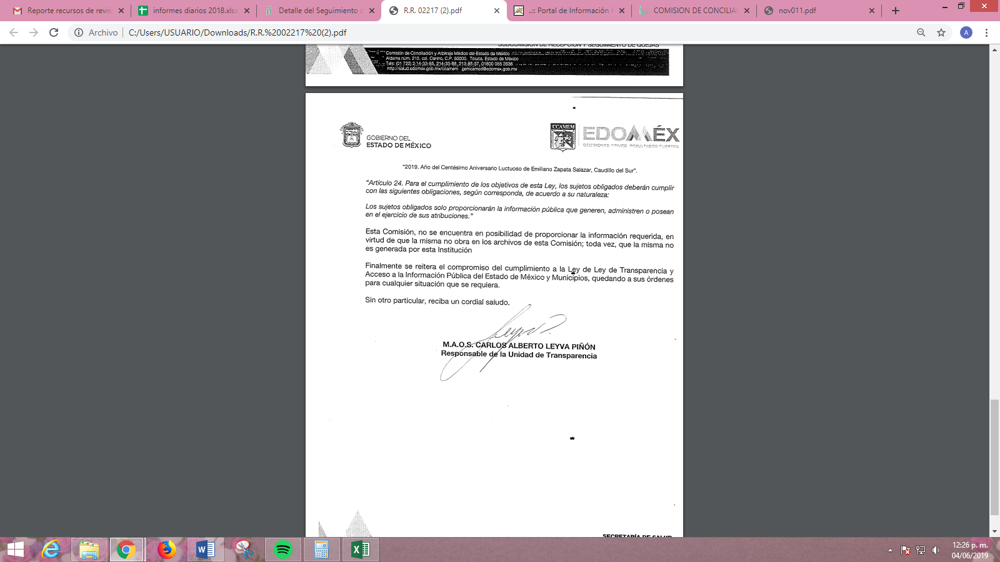 Reporte recursos de revis
informes diarios 2018.xlsx
Detalle del Seguimiento d
R.R. 02217 (2).pdf
..:: Portal de Información P
COMISION DE CONCILIAC
nov011.pdf
Archivo
C:/Users/USUARIO/Downloads/R.R.%2002217%20(2).pdf
A
SUBCOMISIÓN DE RECEPCIÓN Y SEGUIMIENTO DE QUEJAS
Comisión de Conciliación y Arbitraje Médico del Estado de México
Aldama núm. 215, col. Centro, C.P. 50000. Toluca, Estado de México
Tels: (01 722) 2 14-33-65, 214-33-88, 213-85-37, 01800 055 2636
http://salud.edomex.gob.mx/ccamem gemcamed@edomex.gob.mx
GOBIERNO DEL
ESTADO DE MÉXICO
CCAMEM
EDOMÉX
DECISIONES FIRMES, RESULTADOS FUERTES.
“2019. Año del Centésimo Aniversario Luctuoso de Emiliano Zapata Salazar, Caudillo del Sur”.
“Artículo 24. Para el cumplimiento de los objetivos de esta Ley, los sujetos obligados deberán cumplir
con las siguientes obligaciones, según corresponda, de acuerdo a su naturaleza:
Los sujetos obligados solo proporcionarán la información pública que generen, administren o posean
en el ejercicio de sus atribuciones.”
Esta Comisión, no se encuentra en posibilidad de proporcionar la información requerida, en
virtud de que la misma no obra en los archivos de esta Comisión; toda vez, que la misma no
es generada por esta Institución
Finalmente se reitera el compromiso del cumplimiento a la Ley de Ley de Transparencia y
Acceso a la Información Pública del Estado de México y Municipios, quedando a sus órdenes
para cualquier situación que se requiera.
Sin otro particular, reciba un cordial saludo.
M.A.O.S. CARLOS ALBERTO LEYVA PIÑÓN
Responsable de la Unidad de Transparencia
SECRETARÍA DE SALUD
12:26 p. m.
04/06/2019